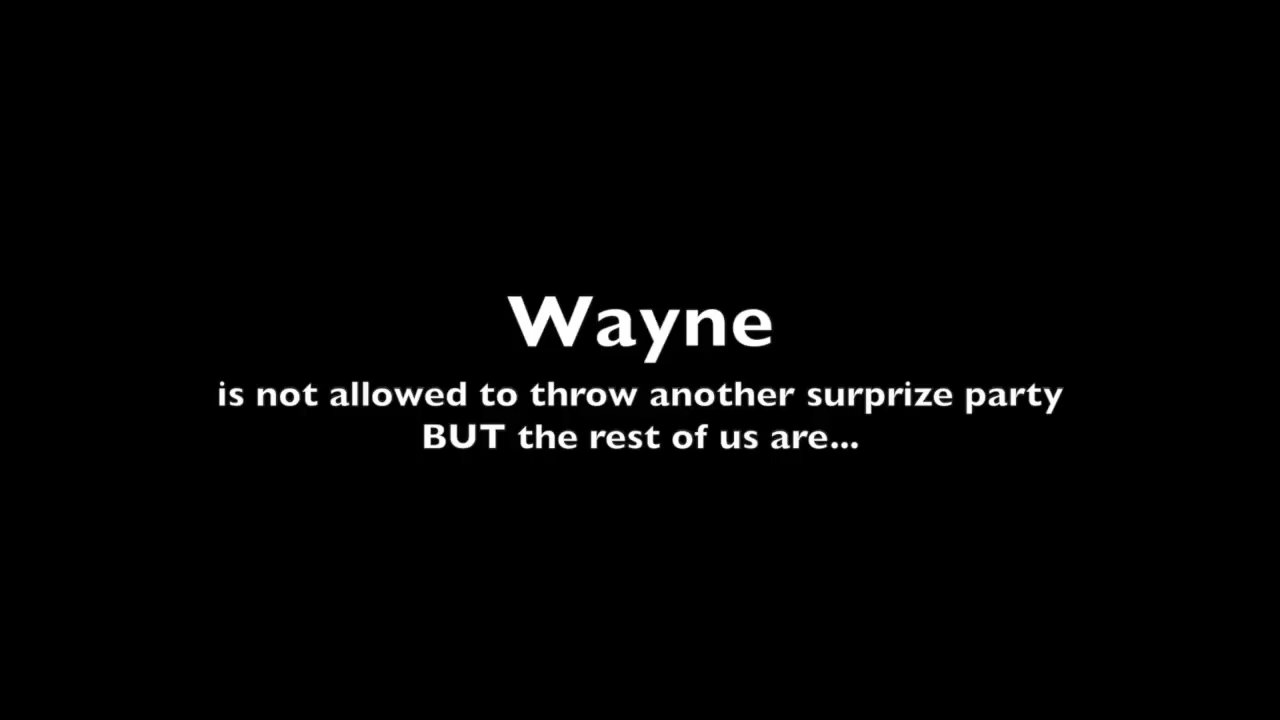 Wayne
is not allowed to throw another surprize party
BUT the rest of us are...